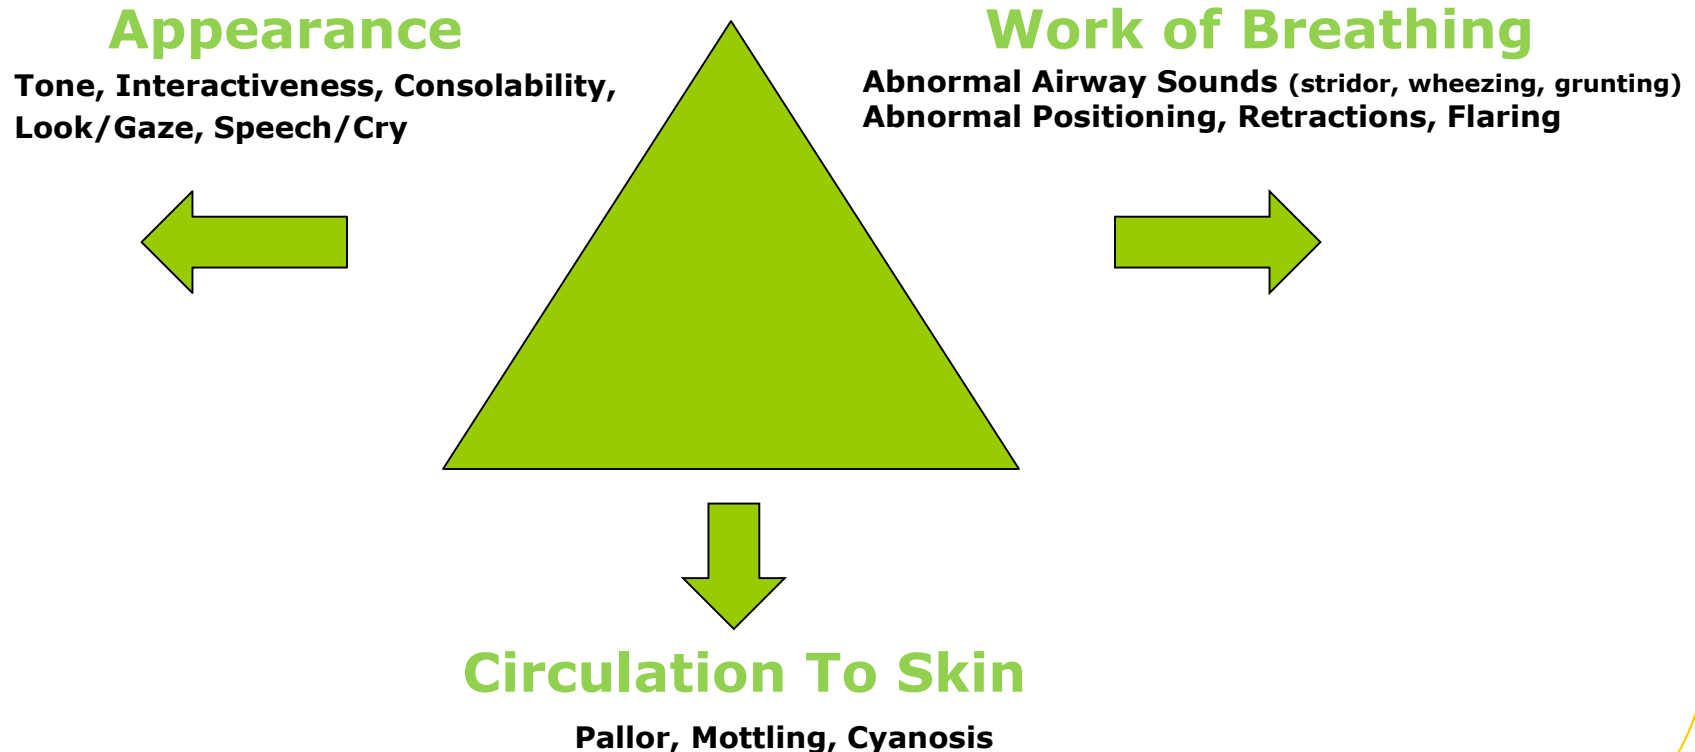 Appearance
Tone, Interactiveness, Consolability,
Look/Gaze, Speech/Cry
Work of Breathing
Abnormal Airway Sounds (stridor, wheezing, grunting)
Abnormal Positioning, Retractions, Flaring
Circulation To Skin
Pallor, Mottling, Cyanosis